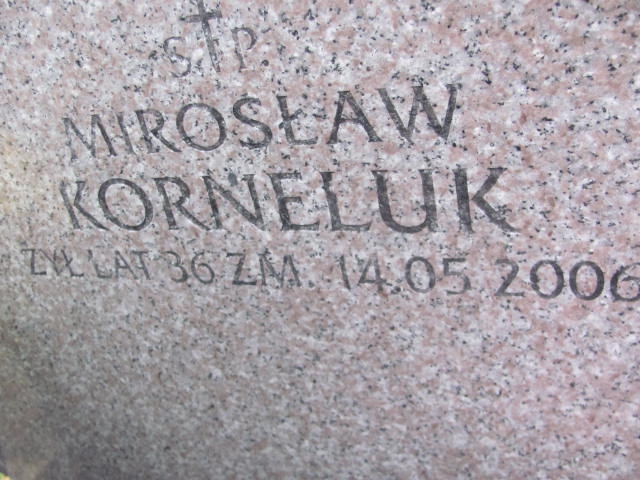 Ś†P.
MIROSŁAW
KORNELUK
ŻYŁ LAT 36 ZM. 14.05 2006